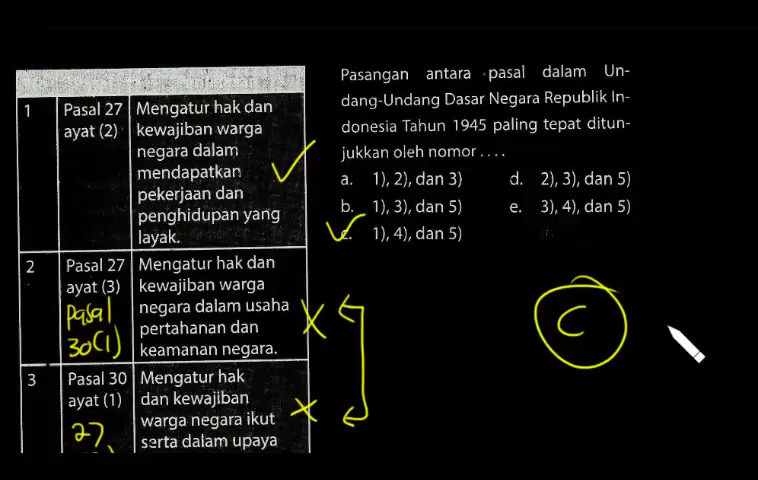 1 Pasal 27 Mengatur hak dan
ayat (2) kewajiban warga
negara dalam
mendapatkan
pekerjaan dan
penghidupan yang
layak.
2 Pasal 27 Mengatur hak dan
ayat (3) kewajiban warga
Pasal negara dalam usaha
30(1) pertahanan dan
keamanan negara.
3 Pasal 30 Mengatur hak
ayat (1) dan kewajiban
27 warga negara ikut
serta dalam upaya
Pasangan antara pasal dalam Un-
dang-Undang Dasar Negara Republik In-
donesia Tahun 1945 paling tepat ditun-
jukkan oleh nomor . . . .
a. 1), 2), dan 3) d. 2), 3), dan 5)
b. 1), 3), dan 5) e. 3), 4), dan 5)
c. 1), 4), dan 5)
C